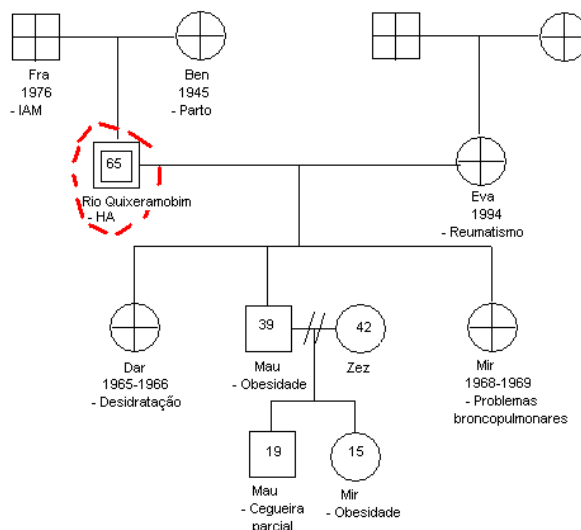 Fra
1976
- IAM
Ben
1945
- Parto
65
Rio Quixeramobim
- HA
Eva
1994
- Reumatismo
Dar
1965-1966
- Desidratação
39
Mau
- Obesidade
42
Zez
Mir
1968-1969
- Problemas
broncopulmonares
19
Mau
- Cegueira
parcial
15
Mir
- Obesidade